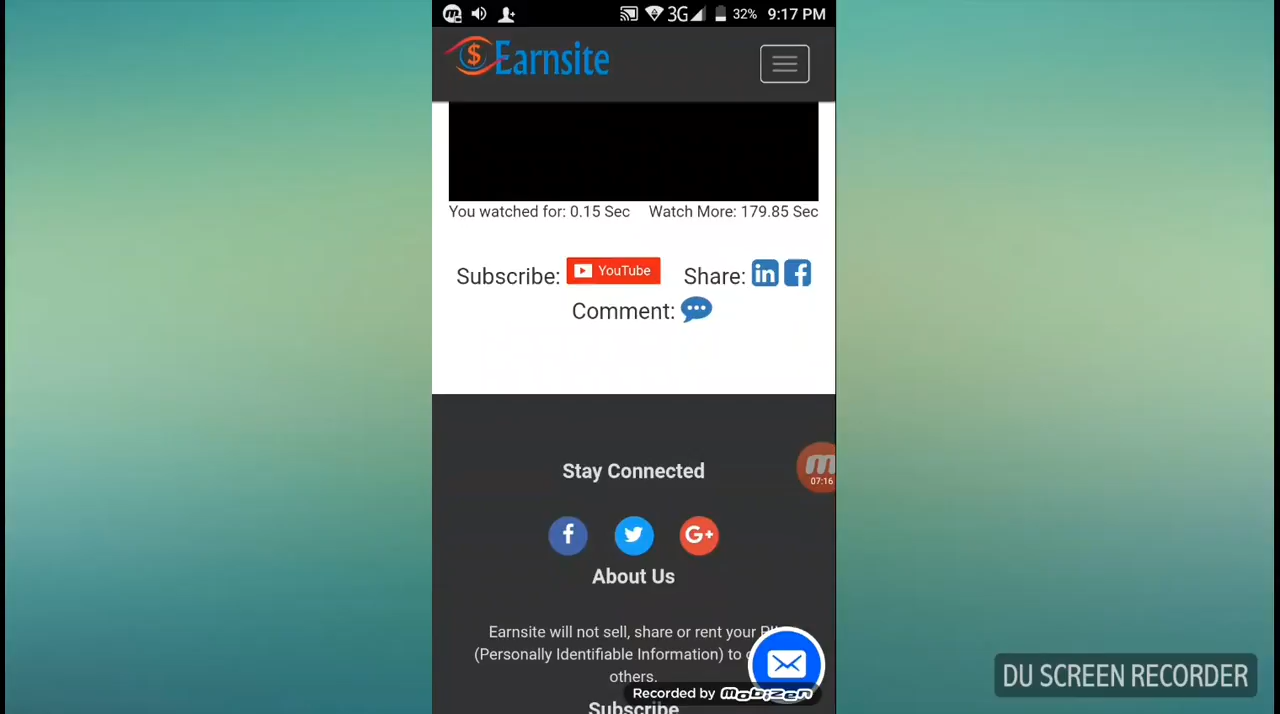 3G 32% 9:17 PM
$ Earnsite
You watched for: 0.15 Sec Watch More: 179.85 Sec
Subscribe: YouTube Share: in f
Comment:
Stay Connected
f G+
About Us
m
07:16
Earnsite will not sell, share or rent your
(Personally Identifiable Information) to
others.
Recorded by mobizen
Subscribe
DU SCREEN RECORDER